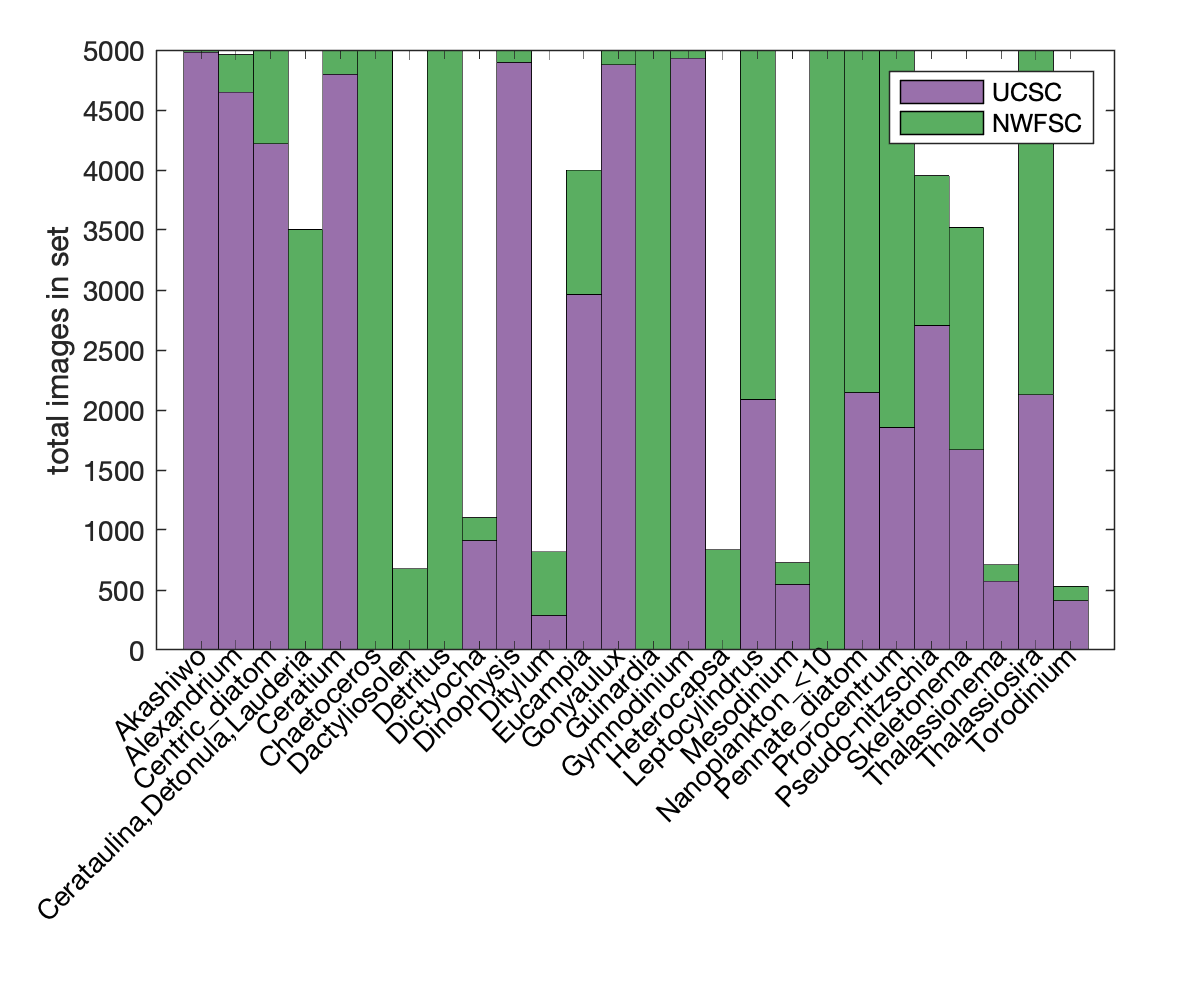 total images in set
5000
4500
4000
3500
3000
2500
2000
1500
1000
500
0
UCSC
NWFSC
Akashiwo
Alexandrium
Centric_diatom
Cerataulina,Detonula,Lauderia
Ceratium
Chaetoceros
Dactyliosolen
Detritus
Dictyocha
Dinophysis
Ditylum
Eucampia
Gonyaulux
Guinardia
Gymnodinium
Heterocapsa
Leptocylindrus
Mesodinium
Nanoplankton_<10
Pennate_diatom
Prorocentrum
Pseudo-nitzschia
Skeletonema
Thalassionema
Thalassiosira
Torodinium